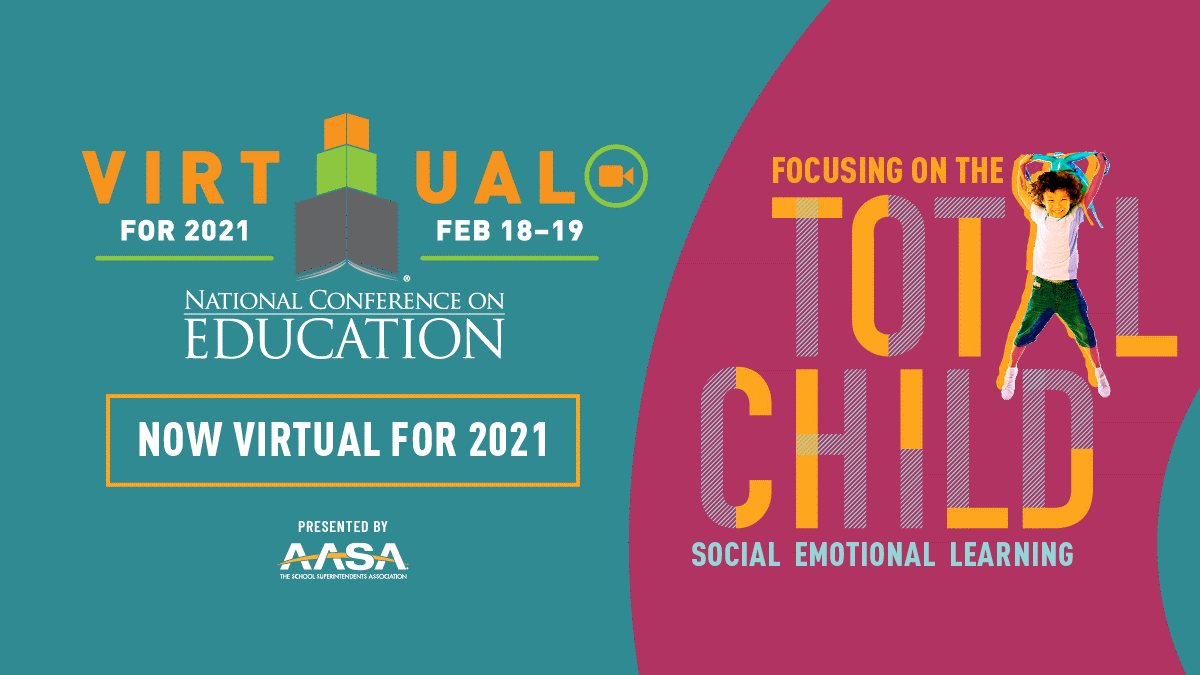 VIRTUAL
FOR 2021
FEB 18–19
®
NATIONAL CONFERENCE ON
EDUCATION
NOW VIRTUAL FOR 2021
PRESENTED BY
AASA
THE SCHOOL SUPERINTENDENTS ASSOCIATION
FOCUSING ON THE
TOTAL
CHILD
SOCIAL EMOTIONAL LEARNING